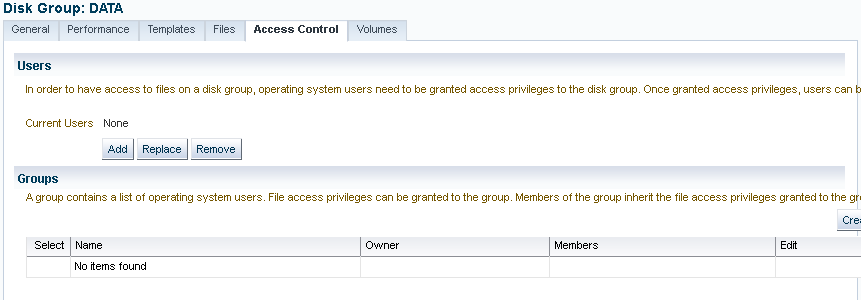 Disk Group: DATA
General Performance Templates Files Access Control Volumes
Users
In order to have access to files on a disk group, operating system users need to be granted access privileges to the disk group. Once granted access privileges, users can b
Current Users None
Add Replace Remove
Groups
A group contains a list of operating system users. File access privileges can be granted to the group. Members of the group inherit the file access privileges granted to the gr
Crea
Select Name Owner Members Edit
No items found